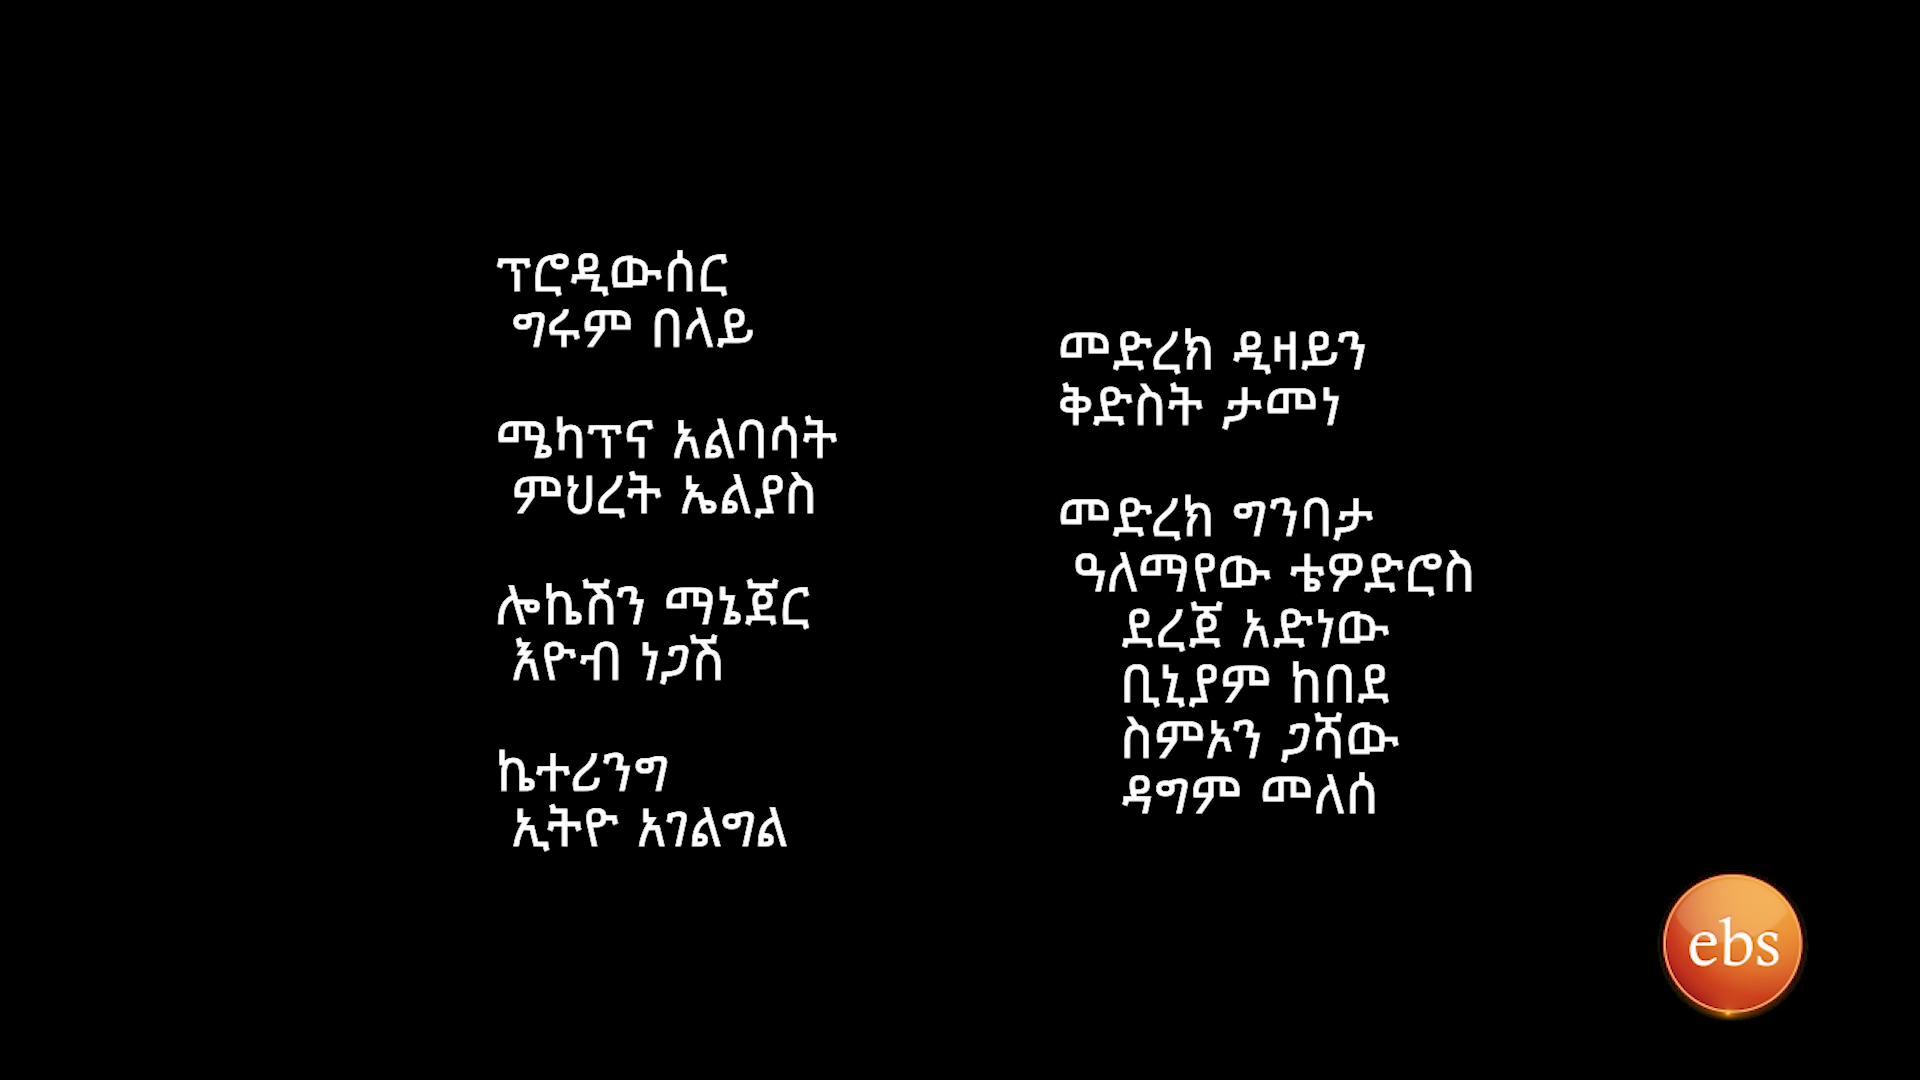 ፕሮዲውሰር
ግሩም በላይ
ሜካፕና አልባሳት
ምህረት ኤልያስ
ሎኬሽን ማኔጀር
እዮብ ነጋሽ
ኬተሪንግ
ኢትዮ አገልግል
መድረክ ዲዛይን
ቅድስት ታመነ
መድረክ ግንባታ
ዓለማየው ቴዎድሮስ
ደረጀ አድነው
ቢኒያም ከበደ
ስምኦን ጋሻው
ዳግም መለሰ
ebs